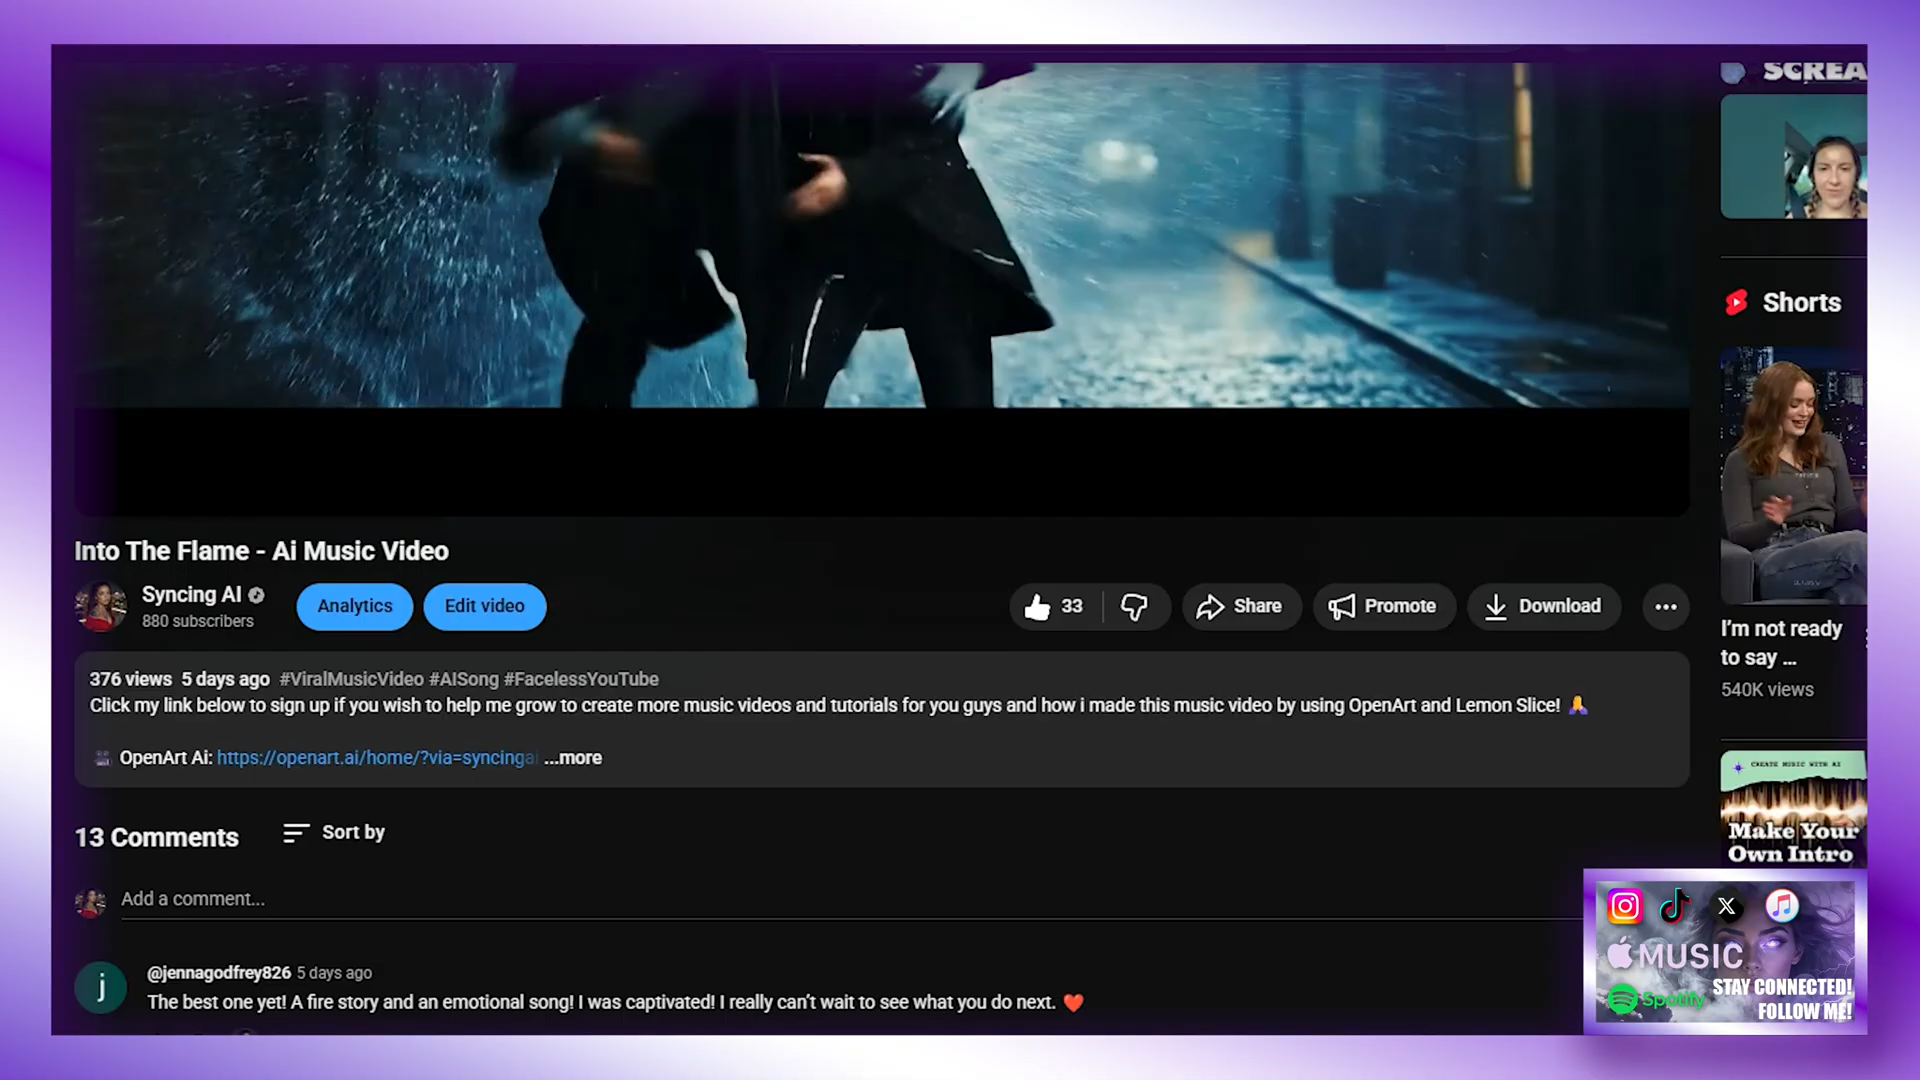 SCREA
Shorts
Into The Flame - Ai Music Video
Syncing AI
880 subscribers
Analytics
Edit video
33
Share
Promote
Download
I'm not ready
to say ...
540K views
376 views 5 days ago #ViralMusicVideo #AISong #FacelessYouTube
Click my link below to sign up if you wish to help me grow to create more music videos and tutorials for you guys and how i made this music video by using OpenArt and Lemon Slice! 🙏
OpenArt Ai: https://openart.ai/home/?via=syncingai ...more
CREATE MUSIC WITH AI
Make Your
Own Intro
13 Comments
Sort by
Add a comment...
j
@jennagodfrey826 5 days ago
The best one yet! A fire story and an emotional song! I was captivated! I really can't wait to see what you do next. ❤️
MUSIC
Spotify
STAY CONNECTED!
FOLLOW ME!